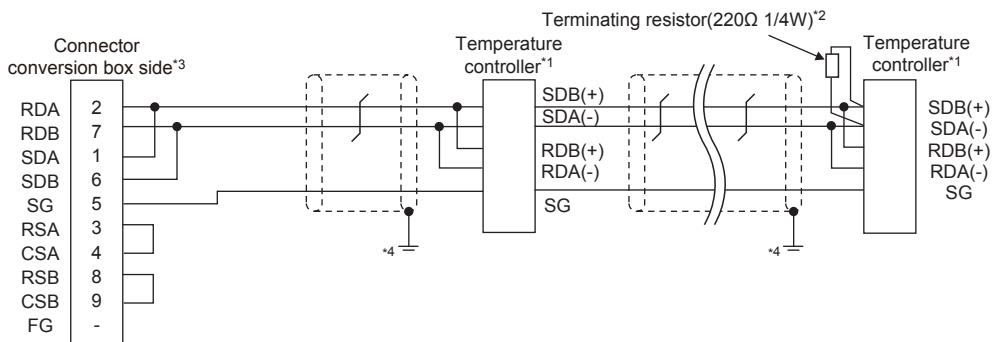 Terminating resistor(220Ω 1/4W)*2
Connector
conversion box side*3
Temperature
controller*1
Temperature
controller*1
RDA 2
RDB 7
SDA 1
SDB 6
SG 5
RSA 3
CSA 4
RSB 8
CSB 9
FG -
SDB(+)
SDA(-)
RDB(+)
RDA(-)
SG
SDB(+)
SDA(-)
RDB(+)
RDA(-)
SG
*4
*4